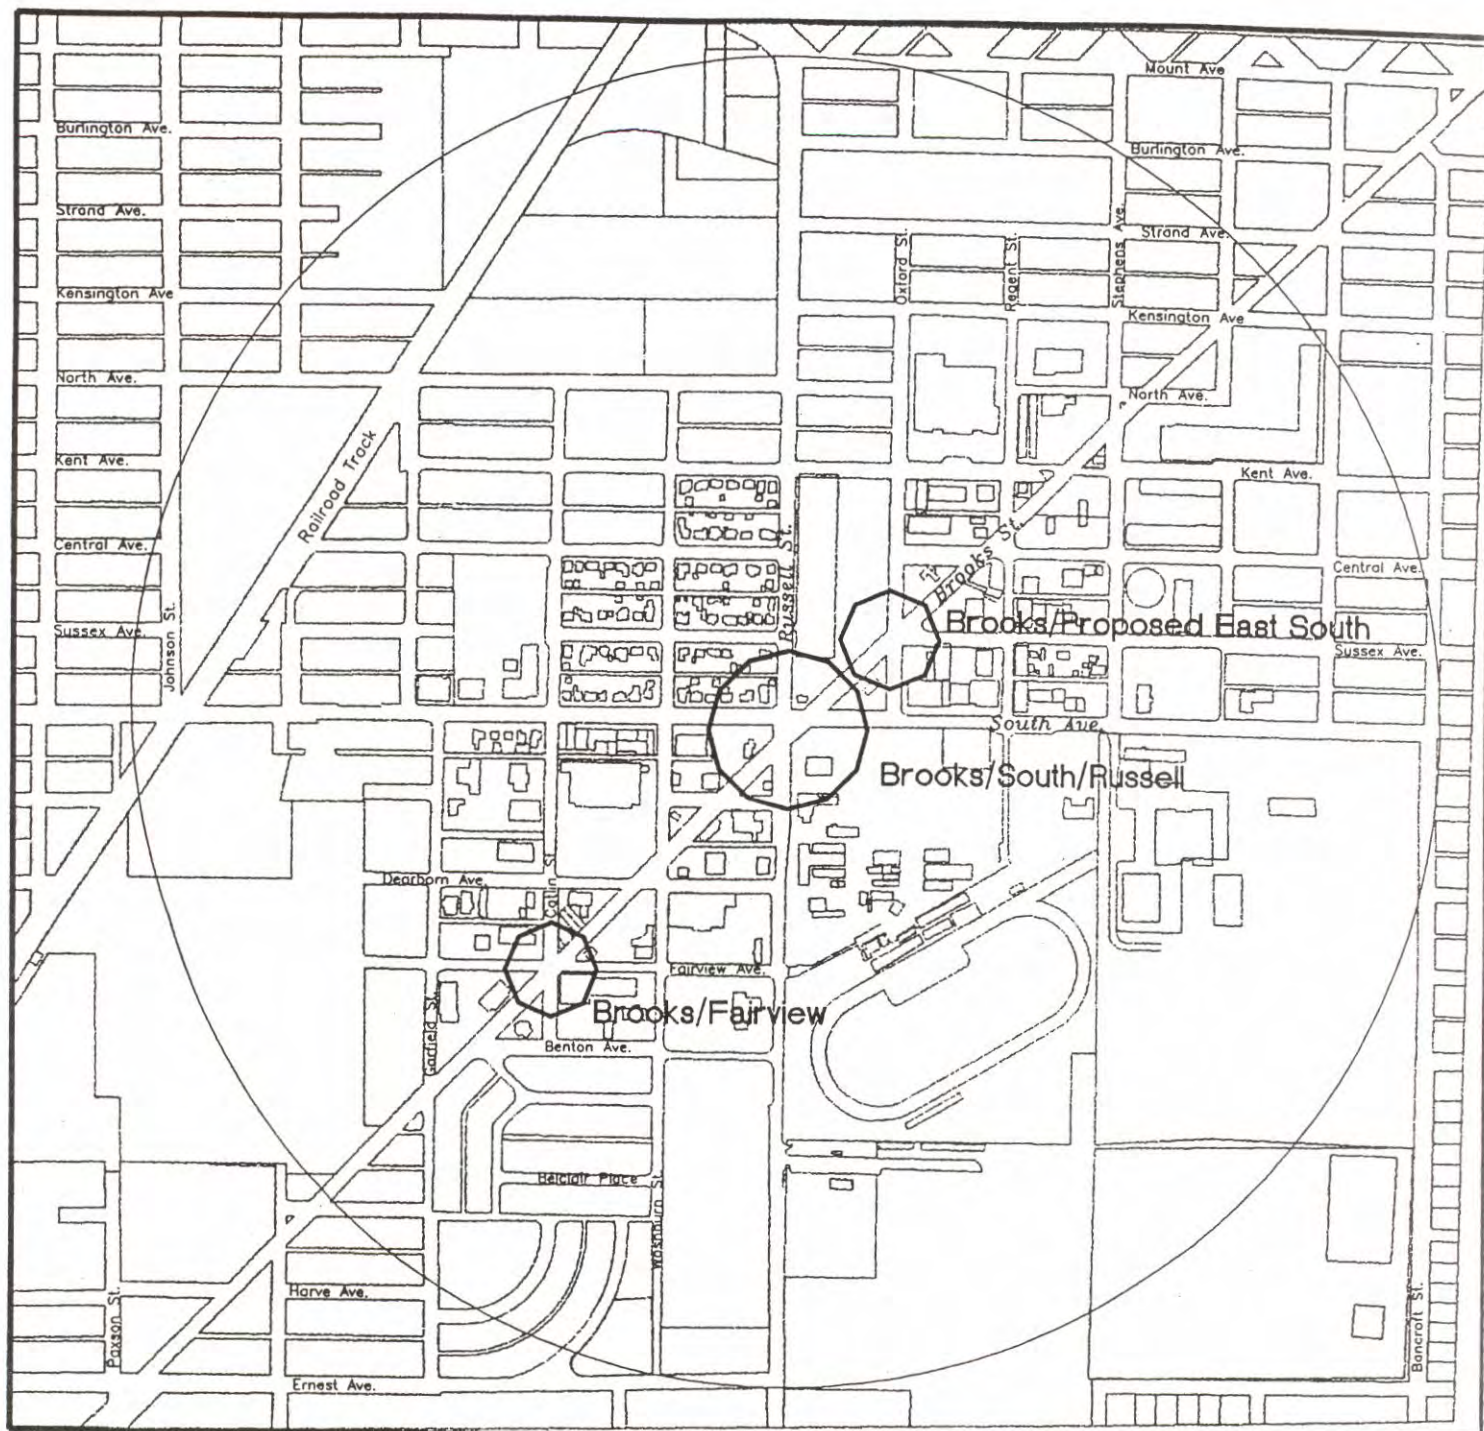 Mount Ave
Burlington Ave.
Burlington Ave.
Strand Ave.
Strand Ave.
Oxford St.
Regent St.
Stephens Ave.
Kensington Ave
Kensington Ave
North Ave.
North Ave.
Railroad Track
Kent Ave.
Kent Ave.
Central Ave.
Central Ave.
Russell St.
Brooks St.
Johnson St.
Sussex Ave.
Brooks/Proposed East South
Sussex Ave.
South Ave.
Brooks/South/Russell
Dearborn Ave.
Catlin St.
Fairview Ave.
Brooks/Fairview
Garfield St.
Benton Ave.
Belclair Place
Washburn St.
Harve Ave.
Paxson St.
Bancroft St.
Ernest Ave.